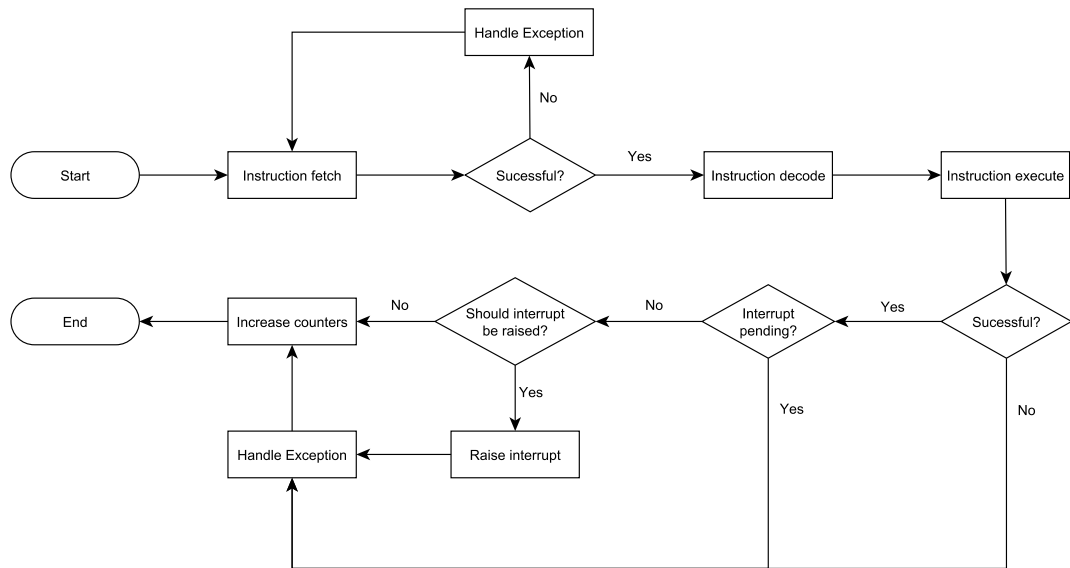 Handle Exception
No
Start
Instruction fetch
Sucessful?
Yes
Instruction decode
Instruction execute
End
Increase counters
No
Should interrupt
be raised?
No
Interrupt
pending?
Yes
Sucessful?
Yes
Yes
No
Handle Exception
Raise interrupt